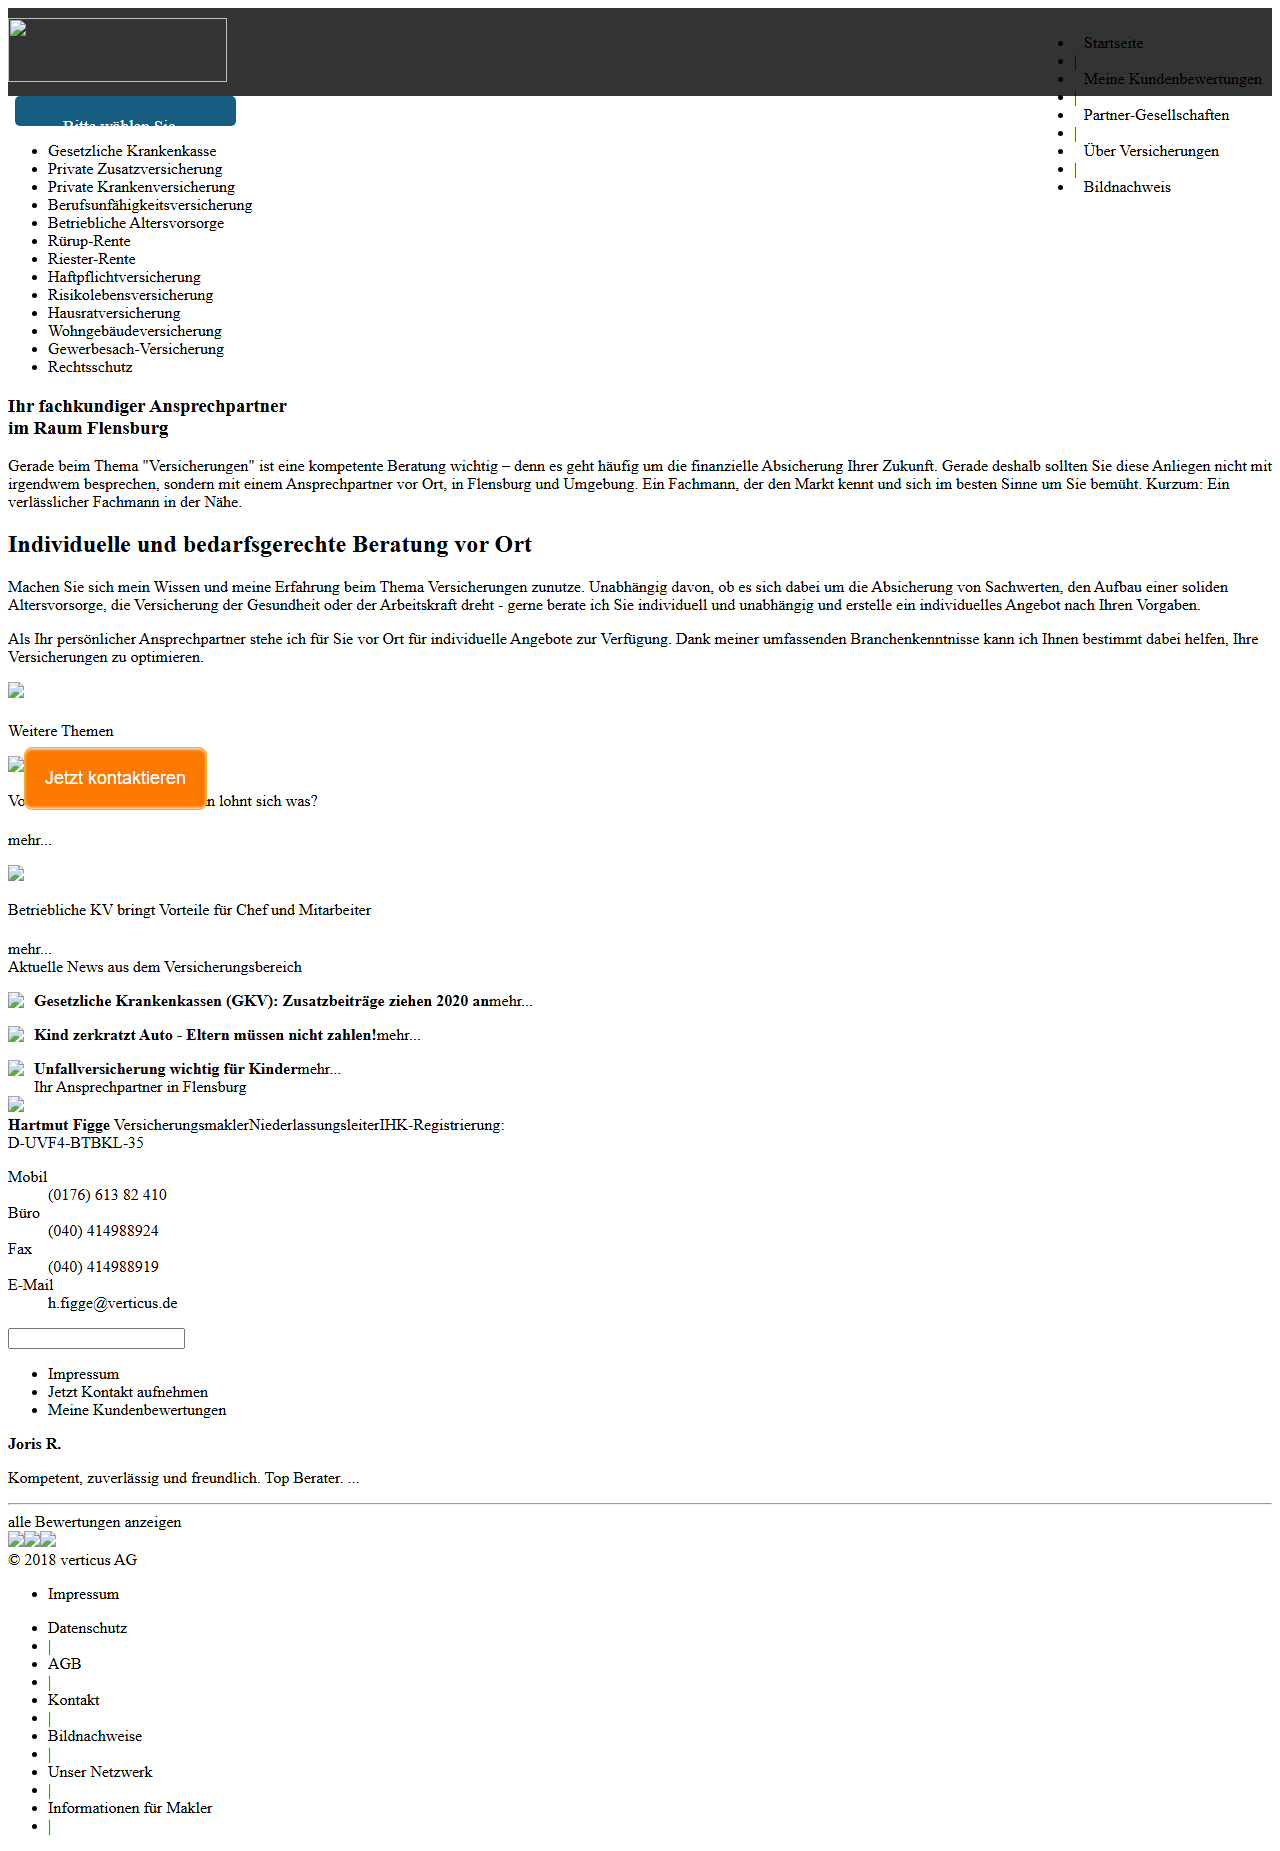 Startseite
|
Meine Kundenbewertungen
|
Partner-Gesellschaften
|
Über Versicherungen
|
Bildnachweis
Bitte wählen Sie
Gesetzliche Krankenkasse
Private Zusatzversicherung
Private Krankenversicherung
Berufsunfähigkeitsversicherung
Betriebliche Altersvorsorge
Rürup-Rente
Riester-Rente
Haftpflichtversicherung
Risikolebensversicherung
Hausratversicherung
Wohngebäudeversicherung
Gewerbesach-Versicherung
Rechtsschutz
Ihr fachkundiger Ansprechpartner
im Raum Flensburg
Gerade beim Thema "Versicherungen" ist eine kompetente Beratung wichtig – denn es geht häufig um die finanzielle Absicherung Ihrer Zukunft. Gerade deshalb sollten Sie diese Anliegen nicht mit
irgendwem besprechen, sondern mit einem Ansprechpartner vor Ort, in Flensburg und Umgebung. Ein Fachmann, der den Markt kennt und sich im besten Sinne um Sie bemüht. Kurzum: Ein
verlässlicher Fachmann in der Nähe.
Individuelle und bedarfsgerechte Beratung vor Ort
Machen Sie sich mein Wissen und meine Erfahrung beim Thema Versicherungen zunutze. Unabhängig davon, ob es sich dabei um die Absicherung von Sachwerten, den Aufbau einer soliden
Altersvorsorge, die Versicherung der Gesundheit oder der Arbeitskraft dreht - gerne berate ich Sie individuell und unabhängig und erstelle ein individuelles Angebot nach Ihren Vorgaben.
Als Ihr persönlicher Ansprechpartner stehe ich für Sie vor Ort für individuelle Angebote zur Verfügung. Dank meiner umfassenden Branchenkenntnisse kann ich Ihnen bestimmt dabei helfen, Ihre
Versicherungen zu optimieren.
Weitere Themen
Jetzt kontaktieren
lohnt sich was?
mehr...
Betriebliche KV bringt Vorteile für Chef und Mitarbeiter
mehr...
Aktuelle News aus dem Versicherungsbereich
Gesetzliche Krankenkassen (GKV): Zusatzbeiträge ziehen 2020 anmehr...
Kind zerkratzt Auto - Eltern müssen nicht zahlen!mehr...
Unfallversicherung wichtig für Kindermehr...
Ihr Ansprechpartner in Flensburg
Hartmut Figge VersicherungsmaklerNiederlassungsleiterIHK-Registrierung:
D-UVF4-BTBKL-35
Mobil
(0176) 613 82 410
Büro
(040) 414988924
Fax
(040) 414988919
E-Mail
h.figge@verticus.de
Impressum
Jetzt Kontakt aufnehmen
Meine Kundenbewertungen
Joris R.
Kompetent, zuverlässig und freundlich. Top Berater. ...
alle Bewertungen anzeigen
© 2018 verticus AG
Impressum
Datenschutz
|
AGB
|
Kontakt
|
Bildnachweise
|
Unser Netzwerk
|
Informationen für Makler
|